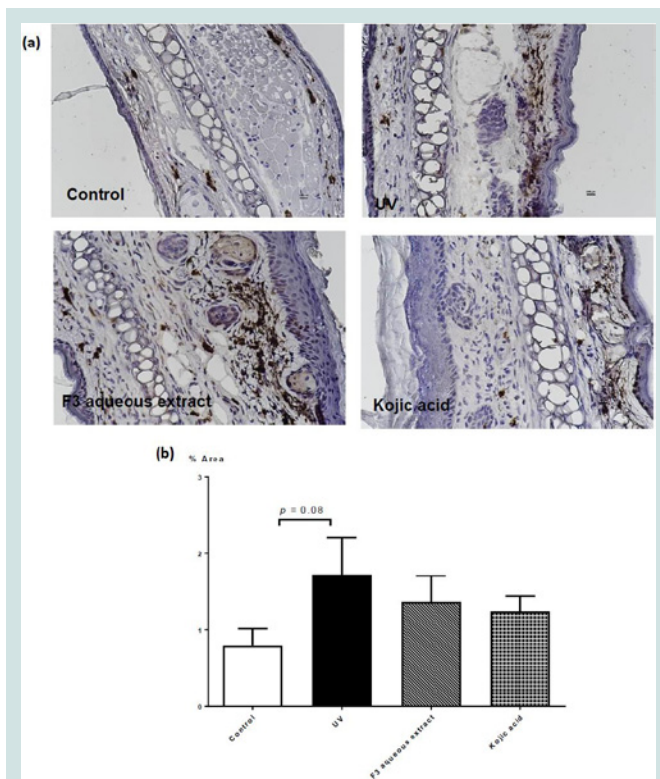 (a)
Control
UV
F3 aqueous extract
Kojic acid
(b)
% Area
3
p = 0.08
2
1
0
Control
UV
F3 aqueous extract
Kojic acid